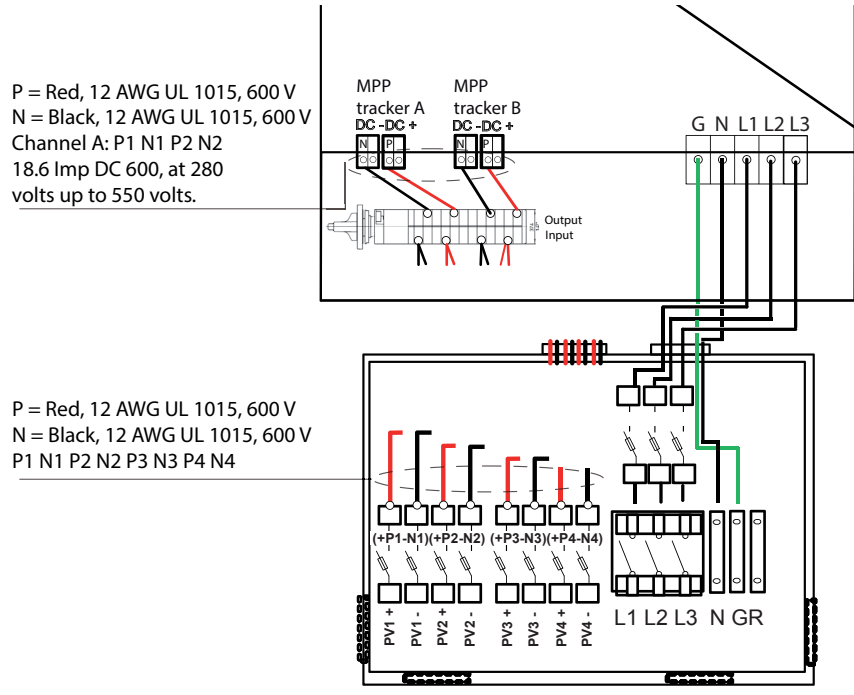 P = Red, 12 AWG UL 1015, 600 V
N = Black, 12 AWG UL 1015, 600 V
Channel A: P1 N1 P2 N2
18.6 Imp DC 600, at 280
volts up to 550 volts.
MPP
tracker A
DC - DC +
N P
MPP
tracker B
DC - DC +
N P
G N L1 L2 L3
Output
Input
P = Red, 12 AWG UL 1015, 600 V
N = Black, 12 AWG UL 1015, 600 V
P1 N1 P2 N2 P3 N3 P4 N4
(+P1-N1)(+P2-N2) (+P3-N3)(+P4-N4)
PV1 +
PV1 -
PV2 +
PV2 -
PV3 +
PV3 -
PV4 +
PV4 -
L1 L2 L3 N GR